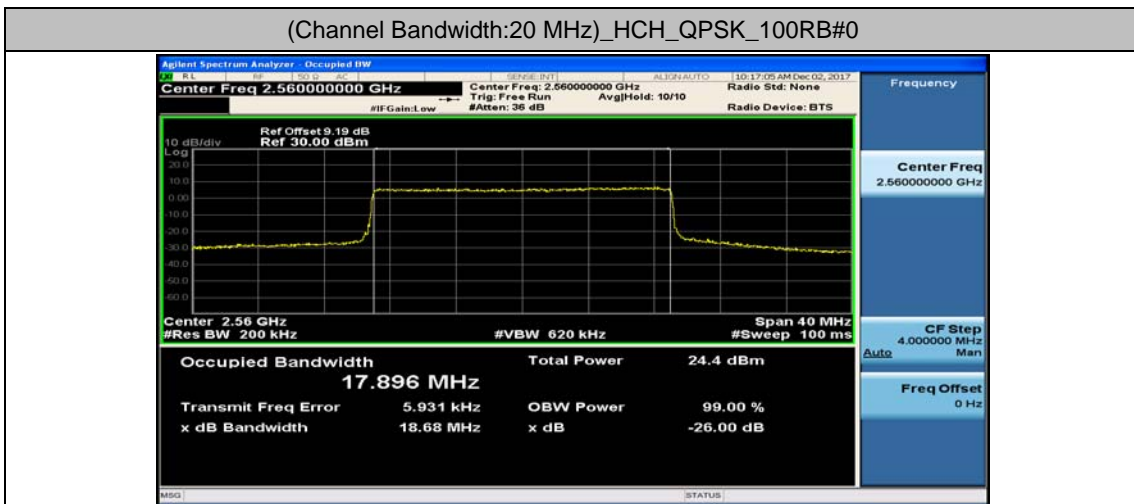 (Channel Bandwidth:20 MHz)_HCH_QPSK_100RB#0
Agilent Spectrum Analyzer - Occupied BW
RL RF 50 Ω AC SENSE:INT ALIGN AUTO 10:17:05 AM Dec 02, 2017
Center Freq 2.560000000 GHz
Center Freq: 2.560000000 GHz
Radio Std: None
Trig: Free Run Avg|Hold: 10/10
#IFGain:Low #Atten: 36 dB Radio Device: BTS
Ref Offset 9.19 dB
10 dB/div Ref 30.00 dBm
Log
20.0
10.0
0.00
-10.0
-20.0
-30.0
-40.0
-50.0
-60.0
Center 2.56 GHz Span 40 MHz
#Res BW 200 kHz #VBW 620 kHz #Sweep 100 ms
Occupied Bandwidth Total Power 24.4 dBm
17.896 MHz
Transmit Freq Error 5.931 kHz OBW Power 99.00 %
x dB Bandwidth 18.68 MHz x dB -26.00 dB
MSG STATUS
Frequency
Center Freq
2.560000000 GHz
CF Step
4.000000 MHz
Auto Man
Freq Offset
0 Hz